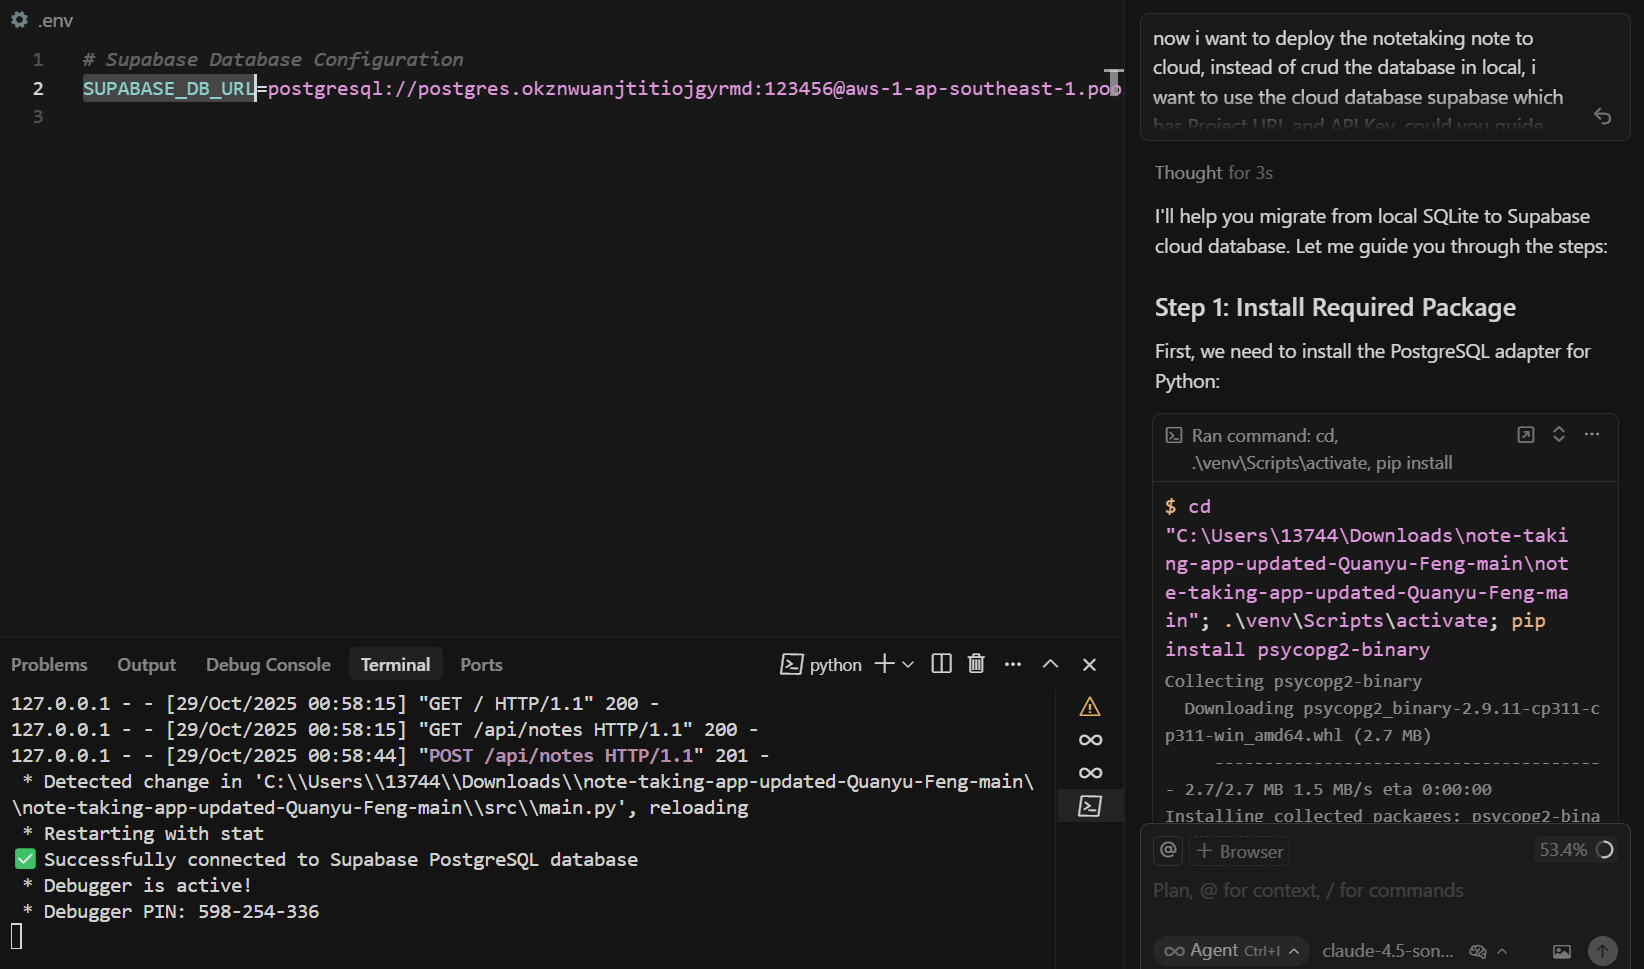 .env
1 # Supabase Database Configuration
2 SUPABASE_DB_URL=postgresql://postgres.okznwuanjtitiojgyrmd:123456@aws-1-ap-southeast-1.poo
3
Problems Output Debug Console Terminal Ports
python
127.0.0.1 - - [29/Oct/2025 00:58:15] "GET / HTTP/1.1" 200 -
127.0.0.1 - - [29/Oct/2025 00:58:15] "GET /api/notes HTTP/1.1" 200 -
127.0.0.1 - - [29/Oct/2025 00:58:44] "POST /api/notes HTTP/1.1" 201 -
* Detected change in 'C:\\Users\\13744\\Downloads\\note-taking-app-updated-Quanyu-Feng-main\
\note-taking-app-updated-Quanyu-Feng-main\\src\\main.py', reloading
* Restarting with stat
✅ Successfully connected to Supabase PostgreSQL database
* Debugger is active!
* Debugger PIN: 598-254-336
now i want to deploy the notetaking note to
cloud, instead of crud the database in local, i
want to use the cloud database supabase which
has Project URL and API Key, could you guide
Thought for 3s
I'll help you migrate from local SQLite to Supabase
cloud database. Let me guide you through the steps:
Step 1: Install Required Package
First, we need to install the PostgreSQL adapter for
Python:
Ran command: cd,
.\venv\Scripts\activate, pip install
$ cd
"C:\Users\13744\Downloads\note-taki
ng-app-updated-Quanyu-Feng-main\not
e-taking-app-updated-Quanyu-Feng-ma
in"; .\venv\Scripts\activate; pip
install psycopg2-binary
Collecting psycopg2-binary
Downloading psycopg2_binary-2.9.11-cp311-c
p311-win_amd64.whl (2.7 MB)
---------------------------------------
- 2.7/2.7 MB 1.5 MB/s eta 0:00:00
Installing collected packages: psycopg2-bina
@ + Browser 53.4%
Plan, @ for context, / for commands
Agent Ctrl+I claude-4.5-son...